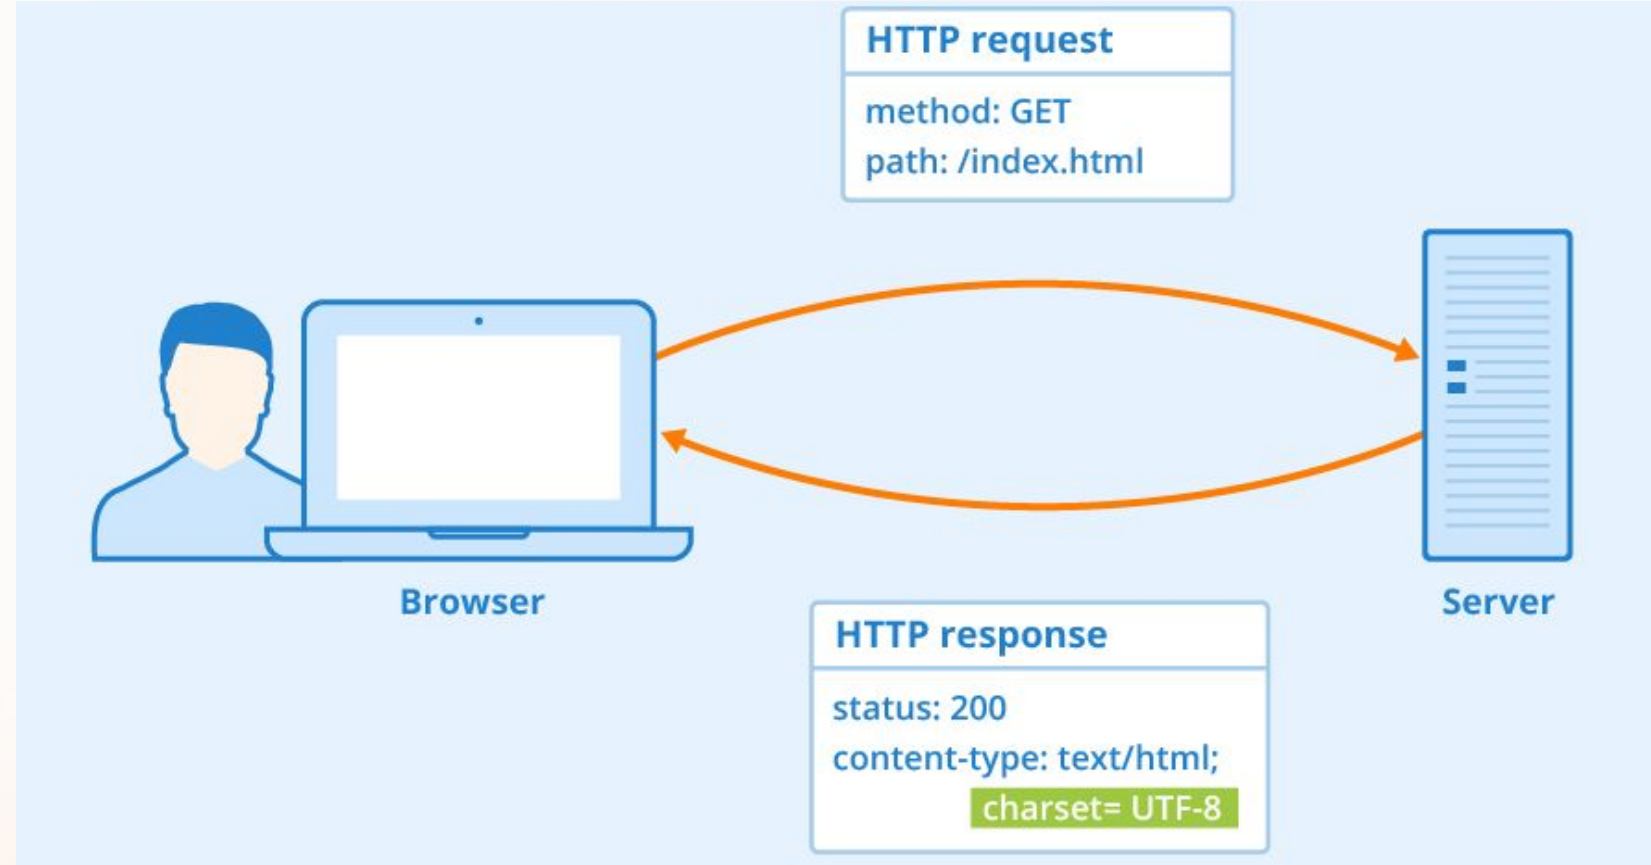 HTTP request
method: GET
path: /index.html
Browser
Server
HTTP response
status: 200
content-type: text/html;
charset= UTF-8